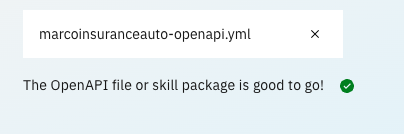 marcoinsuranceauto-openapi.yml
The OpenAPI file or skill package is good to go!